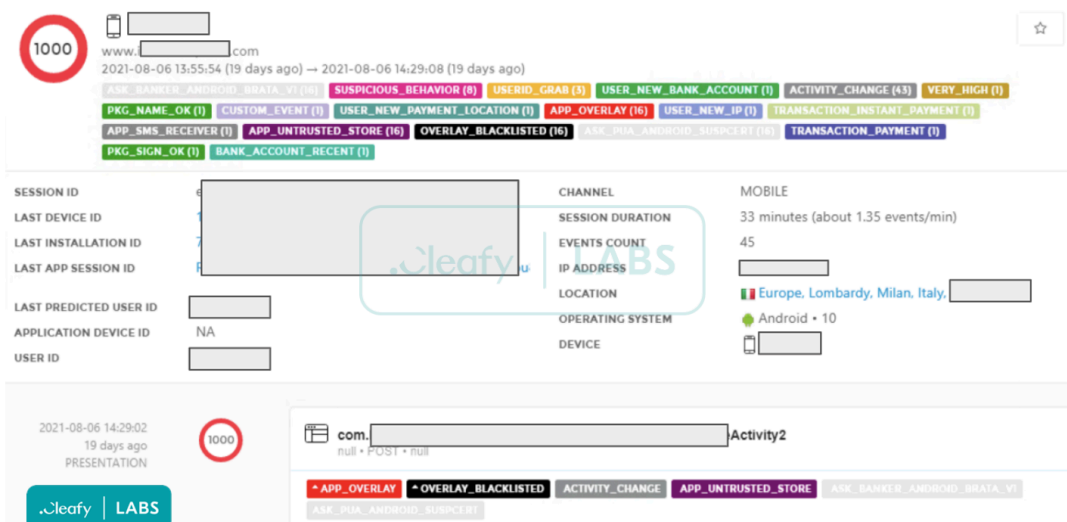 1000
www.i .com
2021-08-06 13:55:54 (19 days ago) → 2021-08-06 14:29:08 (19 days ago)
ASK_BANKER_ANDROID_BRATA_V1 (16) SUSPICIOUS_BEHAVIOR (8) USERID_GRAB (3) USER_NEW_BANK_ACCOUNT (1) ACTIVITY_CHANGE (43) VERY_HIGH (1)
PKG_NAME_OK (1) CUSTOM_EVENT (1) USER_NEW_PAYMENT_LOCATION (1) APP_OVERLAY (16) USER_NEW_IP (1) TRANSACTION_INSTANT_PAYMENT (1)
APP_SMS_RECEIVER (1) APP_UNTRUSTED_STORE (16) OVERLAY_BLACKLISTED (16) ASK_PUA_ANDROID_SUSPCERT (16) TRANSACTION_PAYMENT (1)
PKG_SIGN_OK (1) BANK_ACCOUNT_RECENT (1)
SESSION ID
LAST DEVICE ID
LAST INSTALLATION ID 7
LAST APP SESSION ID
LAST PREDICTED USER ID
APPLICATION DEVICE ID NA
USER ID
CHANNEL MOBILE
SESSION DURATION 33 minutes (about 1.35 events/min)
EVENTS COUNT 45
IP ADDRESS
LOCATION Europe, Lombardy, Milan, Italy,
OPERATING SYSTEM Android • 10
DEVICE
.Cleafy | LABS
2021-08-06 14:29:02
19 days ago
PRESENTATION
1000
com. Activity2
null • POST • null
APP_OVERLAY OVERLAY_BLACKLISTED ACTIVITY_CHANGE APP_UNTRUSTED_STORE ASK_BANKER_ANDROID_BRATA_V1
ASK_PUA_ANDROID_SUSPCERT
.Cleafy | LABS